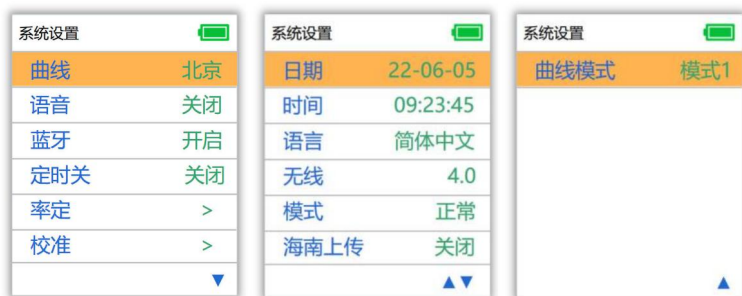 系统设置
曲线 北京
语音 关闭
蓝牙 开启
定时关 关闭
率定 >
校准 >
▼
系统设置
日期 22-06-05
时间 09:23:45
语言 简体中文
无线 4.0
模式 正常
海南上传 关闭
▲▼
系统设置
曲线模式 模式1
▲